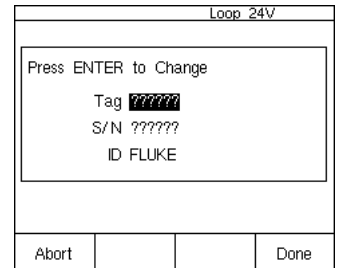 Loop 24V
Press ENTER to Change
Tag ??????
S/N ??????
ID FLUKE
Abort Done